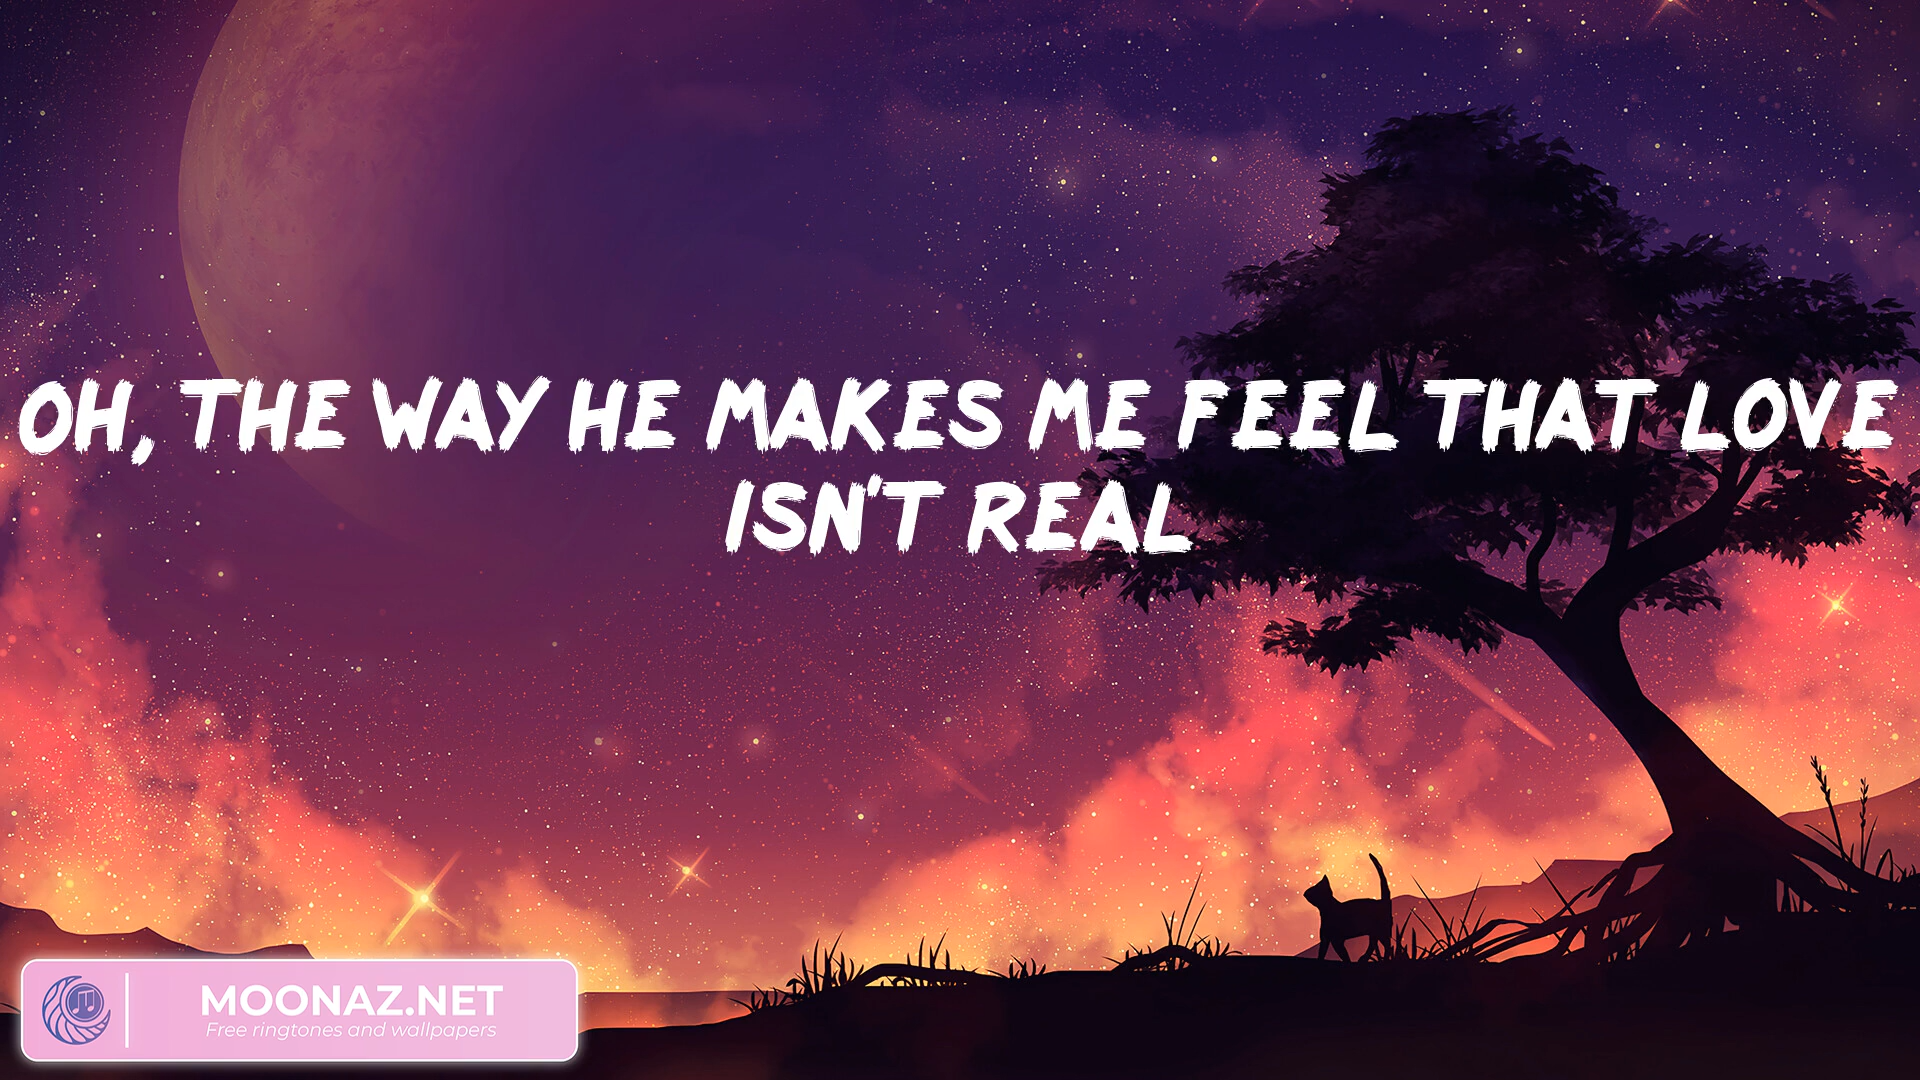 OH, THE WAY HE MAKES ME FEEL THAT LOVE
ISN'T REAL
MOONAZ.NET
Free ringtones and wallpapers